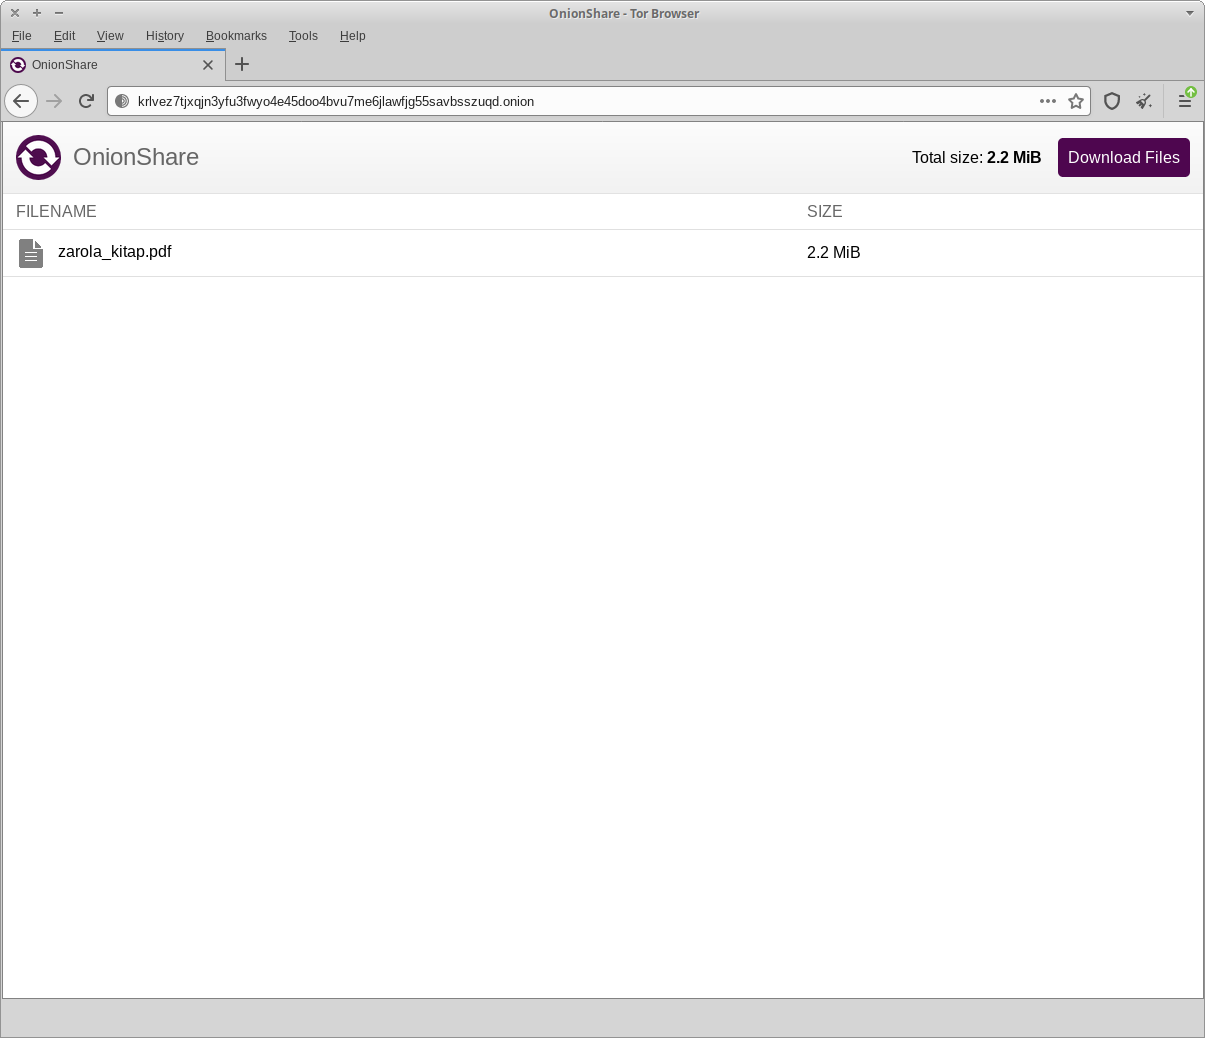 OnionShare - Tor Browser
File Edit View History Bookmarks Tools Help
OnionShare
krlvez7tjxqjn3yfu3fwyo4e45doo4bvu7me6jlawfjg55savbsszuqd.onion
OnionShare Total size: 2.2 MiB Download Files
FILENAME SIZE
zarola_kitap.pdf 2.2 MiB